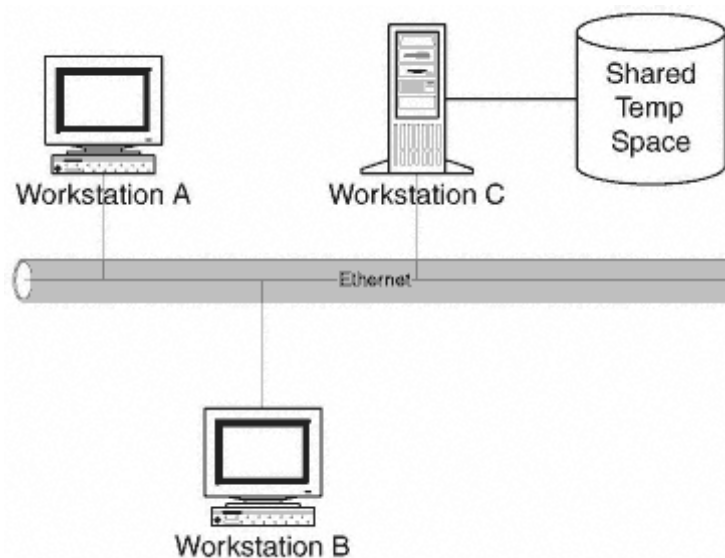 Shared
Temp
Space
Workstation A
Workstation C
Ethernet
Workstation B